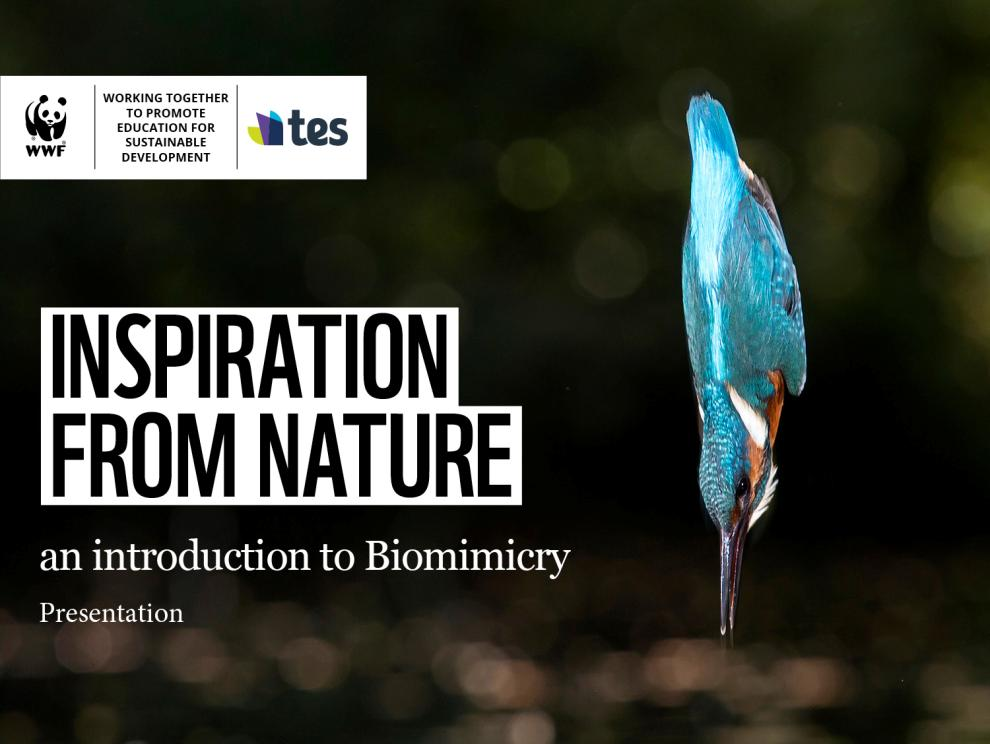 WWF
WORKING TOGETHER
TO PROMOTE
EDUCATION FOR
SUSTAINABLE
DEVELOPMENT
tes
INSPIRATION
FROM NATURE
an introduction to Biomimicry
Presentation